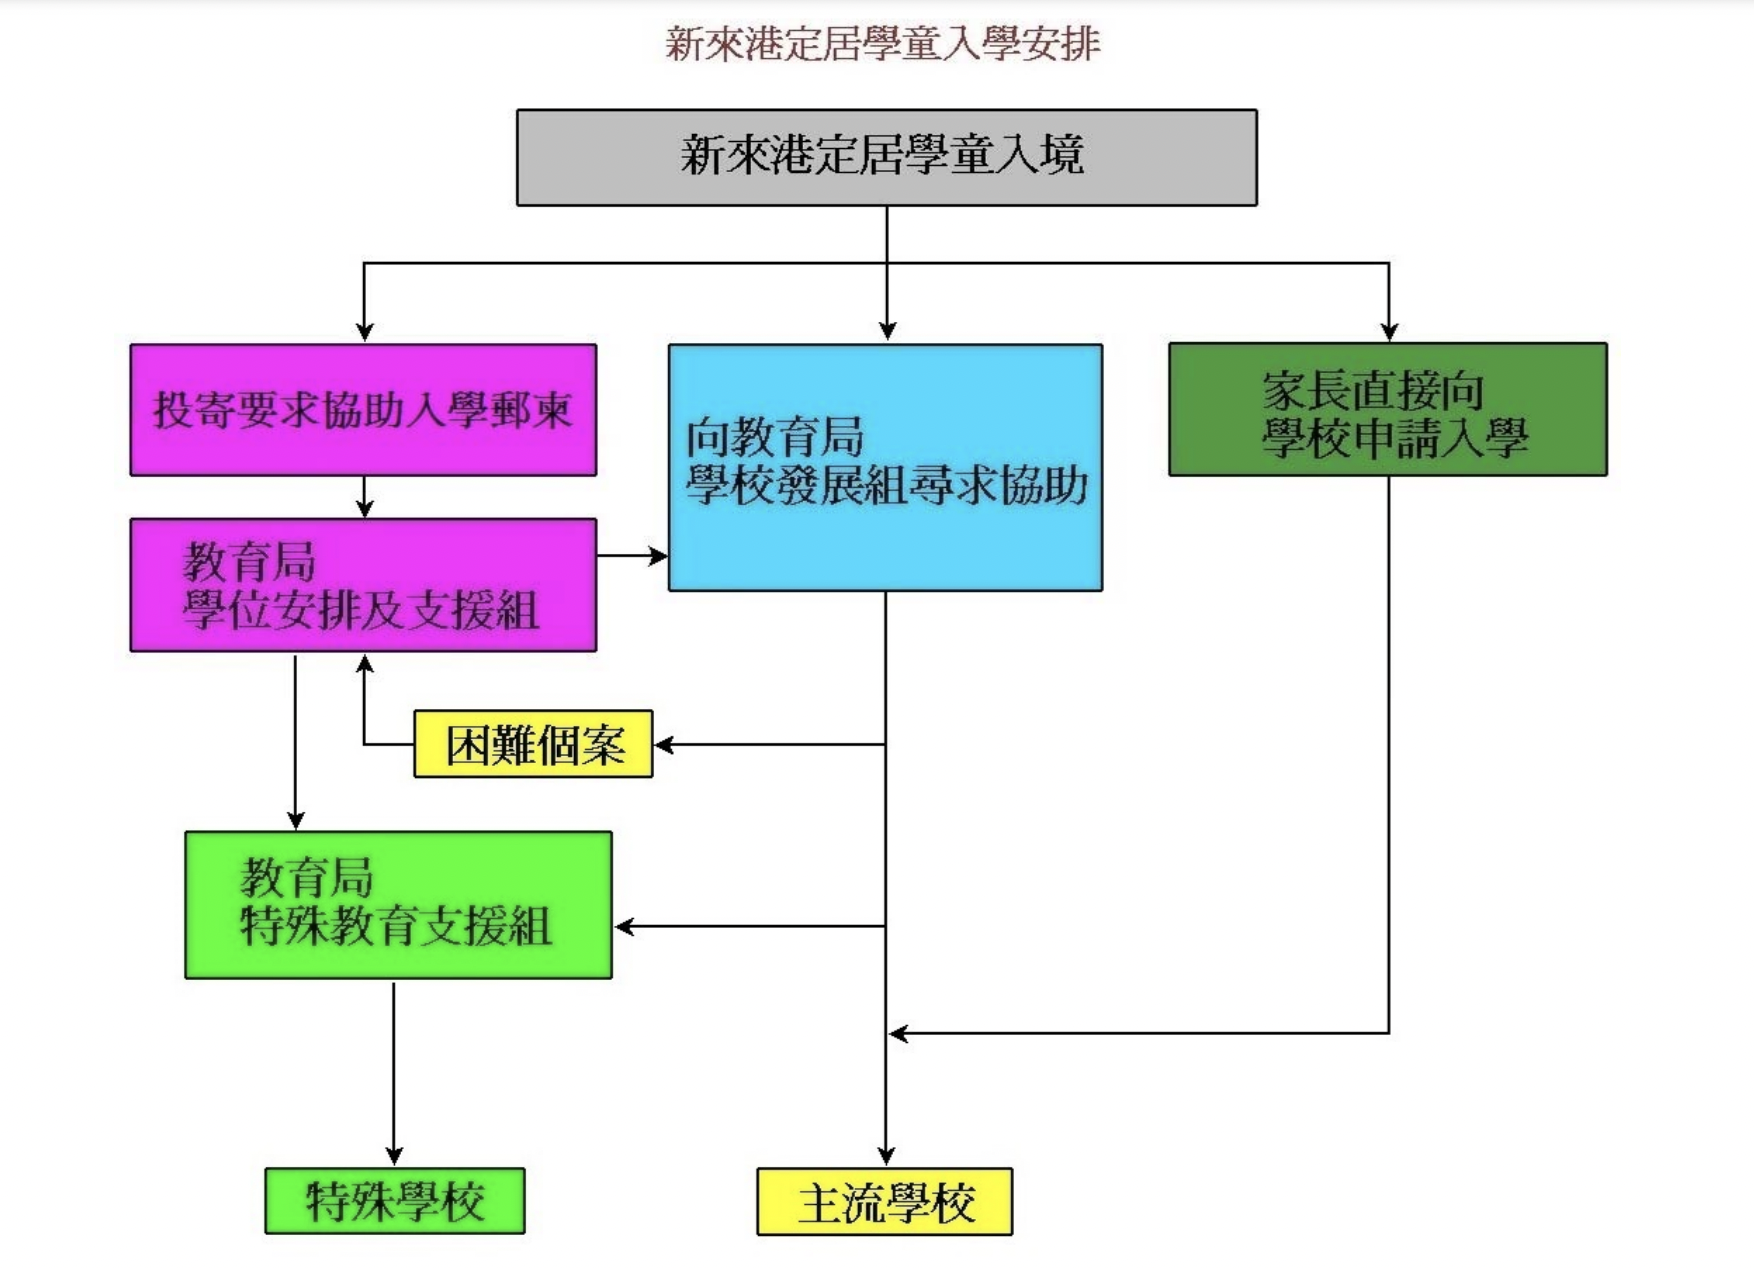 新來港定居學童入學安排
新來港定居學童入境
投寄要求協助入學郵柬
向教育局
學校發展組尋求協助
家長直接向
學校申請入學
教育局
學位安排及支援組
困難個案
教育局
特殊教育支援組
特殊學校
主流學校